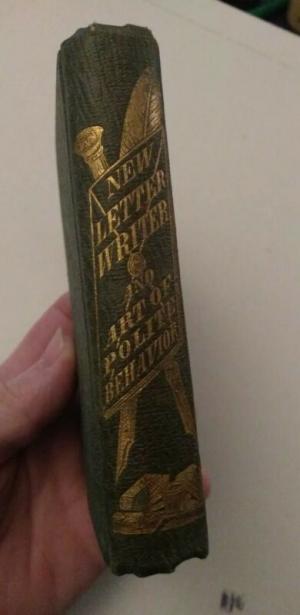 NEW
LETTER
WRITER
AND
ART OF
POLITE
BEHAVIOR